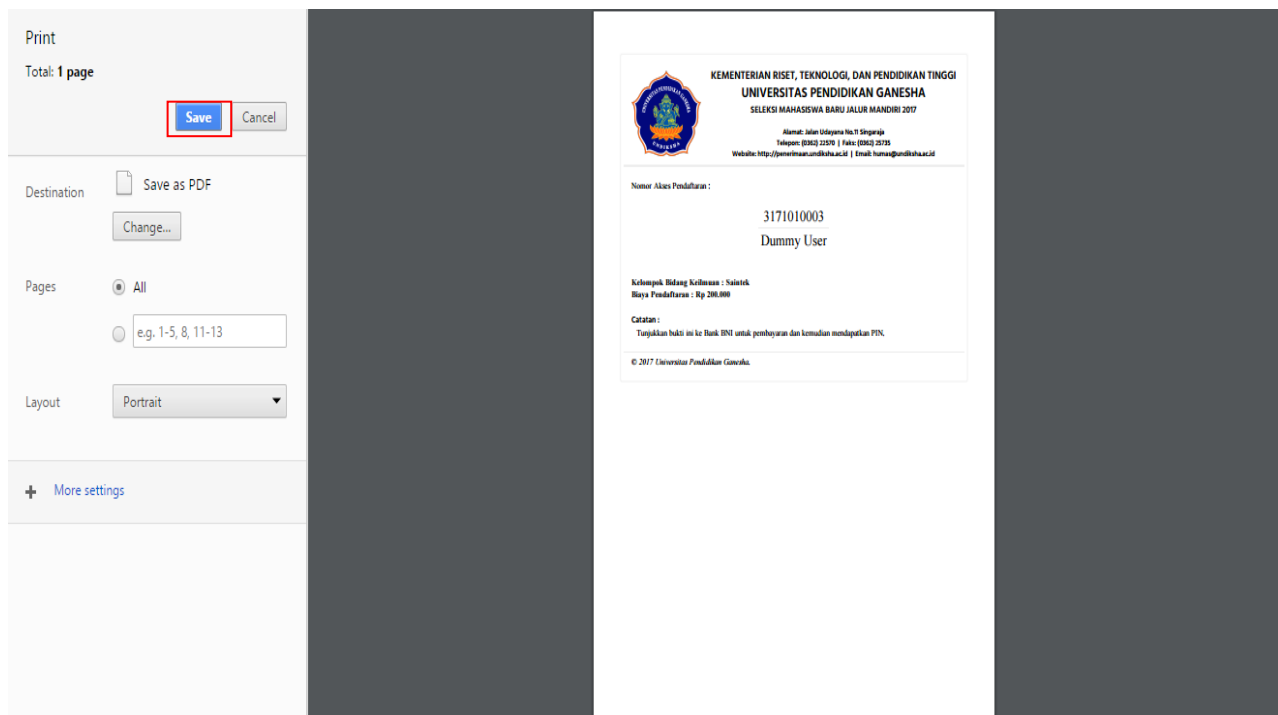 Print
Total: 1 page
Save
Cancel
Destination
Save as PDF
Change...
Pages
All
e.g. 1-5, 8, 11-13
Layout
Portrait
+ More settings
KEMENTERIAN RISET, TEKNOLOGI, DAN PENDIDIKAN TINGGI
UNIVERSITAS PENDIDIKAN GANESHA
SELEKSI MAHASISWA BARU JALUR MANDIRI 2017
Alamat: Jalan Udayana No.11 Singaraja
Telepon: (0362) 22570 | Faks: (0362) 25735
Website: http://penerimaan.undiksha.ac.id | Email: humas@undiksha.ac.id
UNIVERSITAS PENDIDIKAN GANESHA
UNDIKSHA
Nomor Akses Pendaftaran :
3171010003
Dummy User
Kelompok Bidang Keilmuan : Saintek
Biaya Pendaftaran : Rp 200.000
Catatan :
Tunjukkan bukti ini ke Bank BNI untuk pembayaran dan kemudian mendapatkan PIN.
© 2017 Universitas Pendidikan Ganesha.